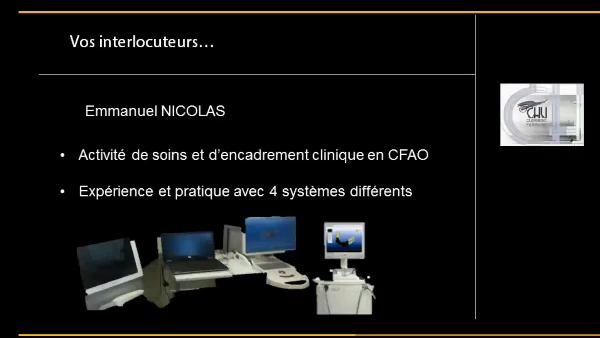 Vos interlocuteurs…
Emmanuel NICOLAS
• Activité de soins et d'encadrement clinique en CFAO
• Expérience et pratique avec 4 systèmes différents
CHU